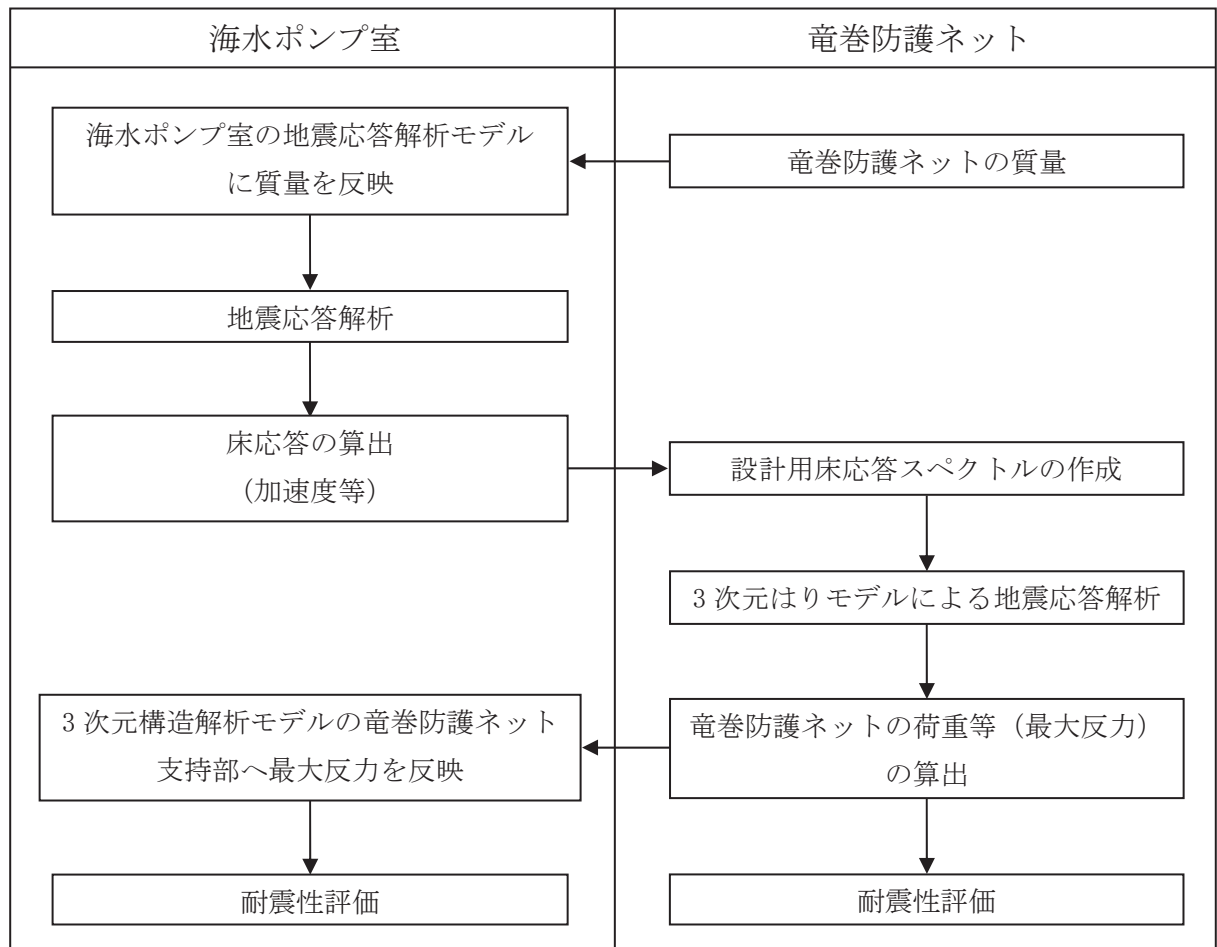 海水ポンプ室
竜巻防護ネット
海水ポンプ室の地震応答解析モデル
に質量を反映
竜巻防護ネットの質量
地震応答解析
床応答の算出
（加速度等）
設計用床応答スペクトルの作成
3 次元はりモデルによる地震応答解析
3 次元構造解析モデルの竜巻防護ネット
支持部へ最大反力を反映
竜巻防護ネットの荷重等（最大反力）
の算出
耐震性評価
耐震性評価